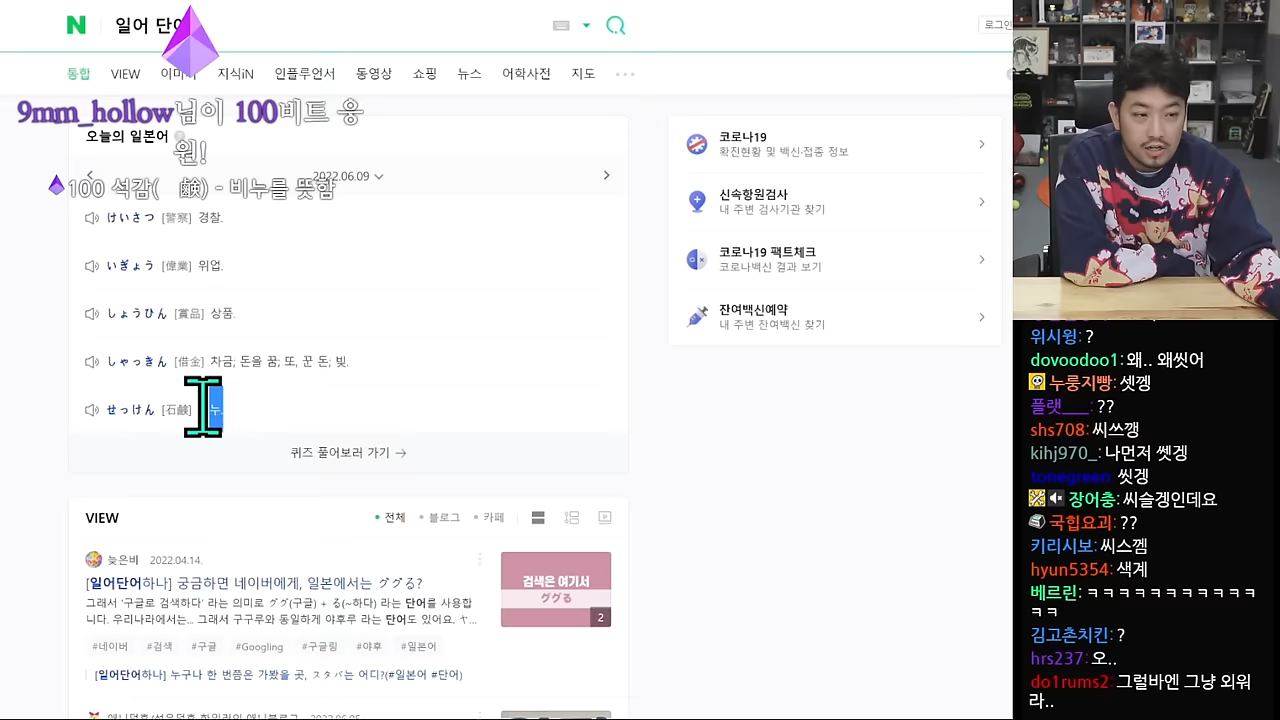 N 일어 단어
로그인
통합 VIEW 이미지 지식iN 인플루언서 동영상 쇼핑 뉴스 어학사전 지도
9mm_hollow님이 100비트 응
원!
100 석감( 鹸) - 비누를 뜻함
오늘의 일본어
2022.06.09
けいさつ [警察] 경찰.
いぎょう [偉業] 위업.
しょうひん [賞品] 상품.
しゃっきん [借金] 차금; 돈을 꿈; 또, 꾼 돈; 빚.
せっけん [石鹸] 누.
퀴즈 풀어보러 가기 →
코로나19
확진현황 및 백신·접종 정보
신속항원검사
내 주변 검사기관 찾기
코로나19 팩트체크
코로나백신 결과 보기
잔여백신예약
내 주변 잔여백신 찾기
VIEW
전체 블로그 카페
늦은비 2022.04.14.
[일어단어하나] 궁금하면 네이버에게, 일본에서는 ググる?
그래서 '구글로 검색하다' 라는 의미로 ググ(구글) + る(~하다) 라는 단어를 사용합
니다. 우리나라에서는... 그래서 구구루와 동일하게 야후쿠 라는 단어도 있어요. ヤ...
#네이버 #검색 #구글 #Googling #구글링 #야후 #일본어
[일어단어하나] 누구나 한 번쯤은 가봤을 곳, スタバ는 어디?(#일본어 #단어)
검색은 여기서
ググる
2
위시윙: ?
dovoodoo1: 왜.. 왜씻어
누룽지빵: 셋껭
플랫___: ??
shs708: 씨쓰깽
kihj970_: 나먼저 쎗겡
tonegreen: 씻겡
장어충: 씨슬겡인데요
국힙요괴: ??
키리시보: 씨스껨
hyun5354: 색계
베르린: ㅋㅋㅋㅋㅋㅋㅋㅋㅋㅋㅋ
ㅋㅋ
김고촌치킨: ?
hrs237: 오..
do1rums2: 그럴바엔 그냥 외워
라..